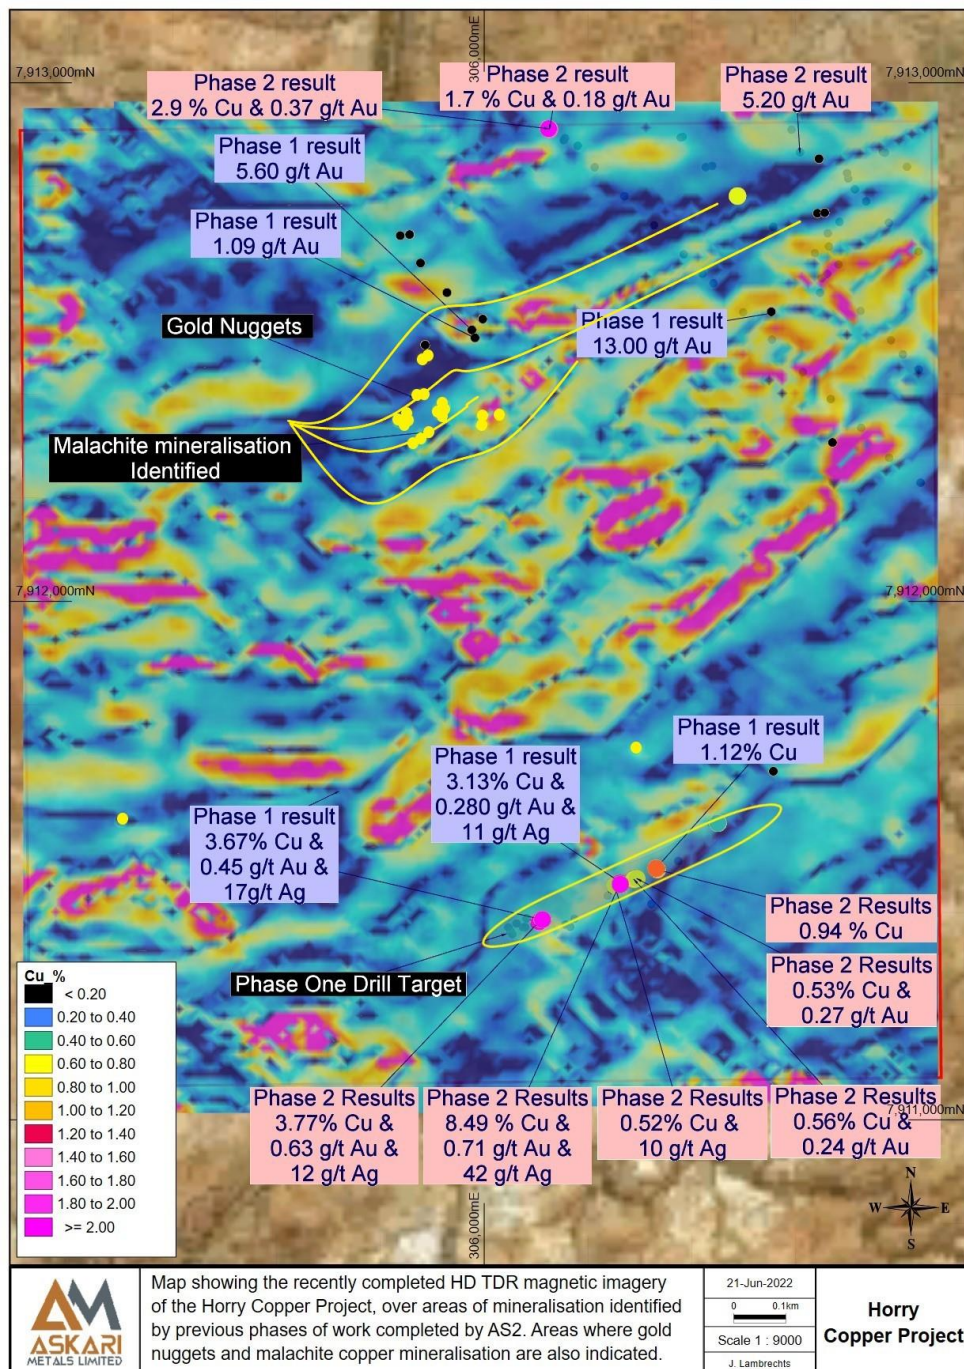 306,000mE
7,913,000mN
7,913,000mN
Phase 2 result
2.9 % Cu & 0.37 g/t Au
Phase 2 result
1.7 % Cu & 0.18 g/t Au
Phase 2 result
5.20 g/t Au
Phase 1 result
5.60 g/t Au
Phase 1 result
1.09 g/t Au
Gold Nuggets
Phase 1 result
13.00 g/t Au
Malachite mineralisation
Identified
7,912,000mN
7,912,000mN
Phase 1 result
1.12% Cu
Phase 1 result
3.13% Cu &
0.280 g/t Au &
11 g/t Ag
Phase 1 result
3.67% Cu &
0.45 g/t Au &
17g/t Ag
Phase 2 Results
0.94 % Cu
Phase 2 Results
0.53% Cu &
0.27 g/t Au
Phase One Drill Target
Cu_%
< 0.20
0.20 to 0.40
0.40 to 0.60
0.60 to 0.80
0.80 to 1.00
1.00 to 1.20
1.20 to 1.40
1.40 to 1.60
1.60 to 1.80
1.80 to 2.00
>= 2.00
Phase 2 Results
3.77% Cu &
0.63 g/t Au &
12 g/t Ag
Phase 2 Results
8.49 % Cu &
0.71 g/t Au &
42 g/t Ag
Phase 2 Results
0.52% Cu &
10 g/t Ag
Phase 2 Results
0.56% Cu &
0.24 g/t Au
7,911,000mN
306,000mE
N
W
E
S
AM
ASKARI
METALS LIMITED
Map showing the recently completed HD TDR magnetic imagery
of the Horry Copper Project, over areas of mineralisation identified
by previous phases of work completed by AS2. Areas where gold
nuggets and malachite copper mineralisation are also indicated.
21-Jun-2022
0 0.1km
Scale 1 : 9000
J. Lambrechts
Horry
Copper Project